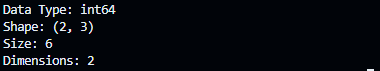 Data Type: int64
Shape: (2, 3)
Size: 6
Dimensions: 2